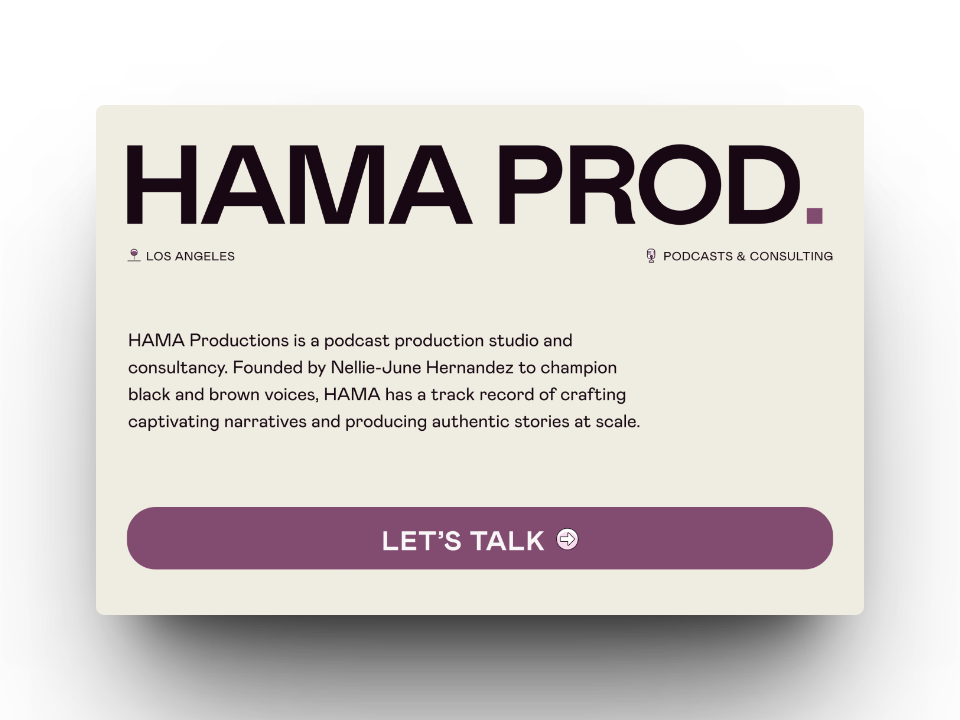 HAMA PROD.
LOS ANGELES
PODCASTS & CONSULTING
HAMA Productions is a podcast production studio and
consultancy. Founded by Nellie-June Hernandez to champion
black and brown voices, HAMA has a track record of crafting
captivating narratives and producing authentic stories at scale.
LET’S TALK